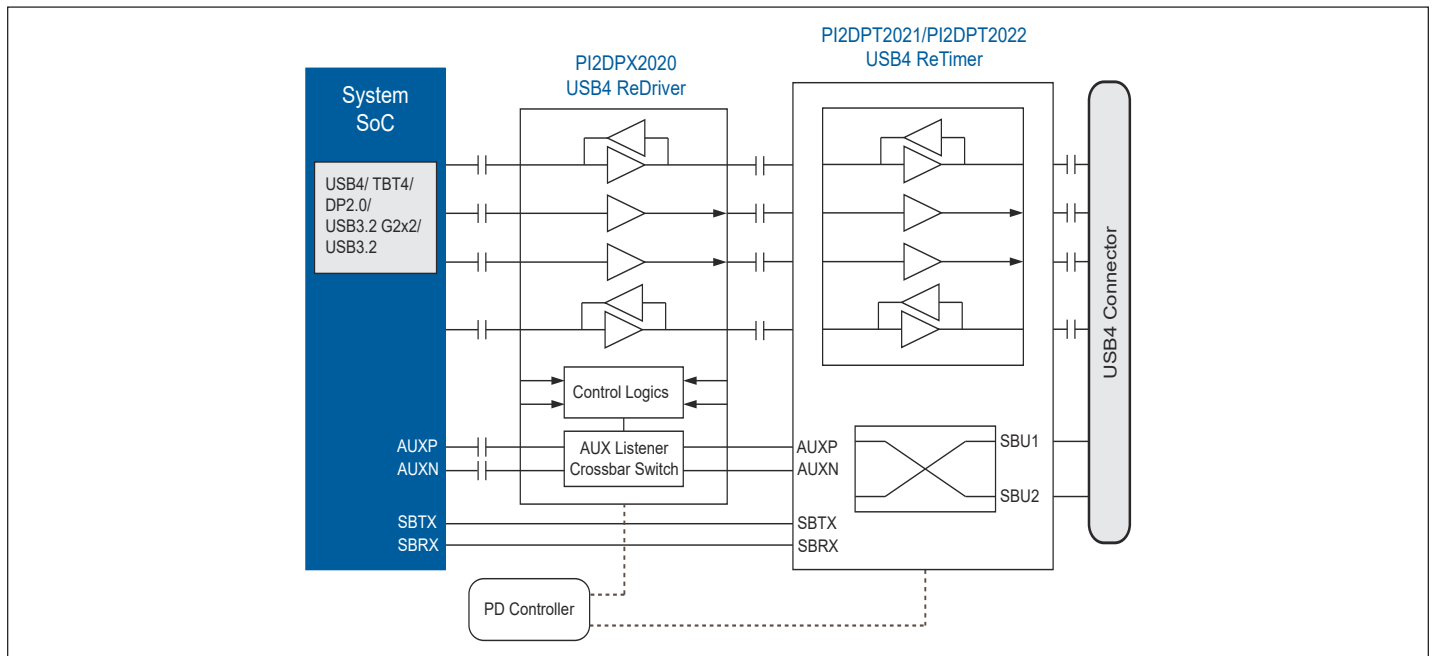 PI2DPT2021/PI2DPT2022
USB4 ReTimer
PI2DPX2020
USB4 ReDriver
System
SoC
USB4/ TBT4/
DP2.0/
USB3.2 G2x2/
USB3.2
Control Logics
AUX Listener
Crossbar Switch
AUXP
AUXN
SBTX
SBRX
AUXP
AUXN
SBTX
SBRX
SBU1
SBU2
USB4 Connector
PD Controller